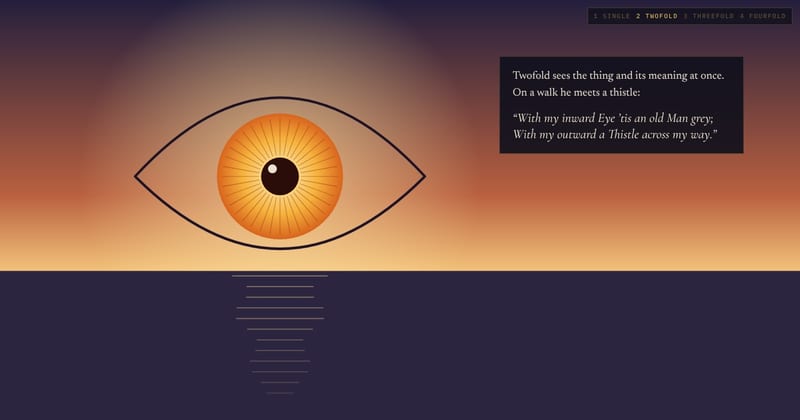 1 SINGLE 2 TWOFOLD 3 THREEFOLD 4 FOURFOLD
Twofold sees the thing and its meaning at once.
On a walk he meets a thistle:
“With my inward Eye ’tis an old Man grey;
With my outward a Thistle across my way.”